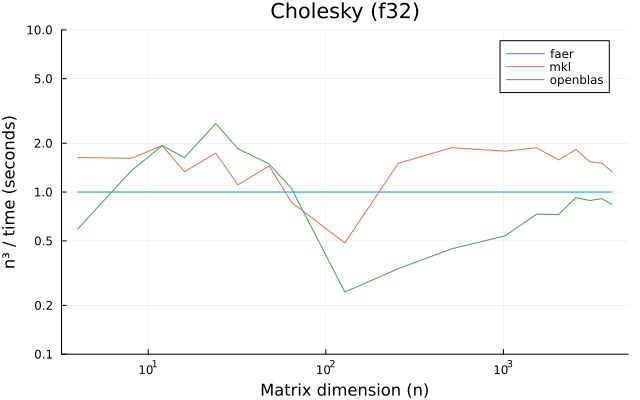 Cholesky (f32)
10.0
5.0
2.0
1.0
0.5
0.2
0.1
n³ / time (seconds)
faer
mkl
openblas
10¹
10²
10³
Matrix dimension (n)